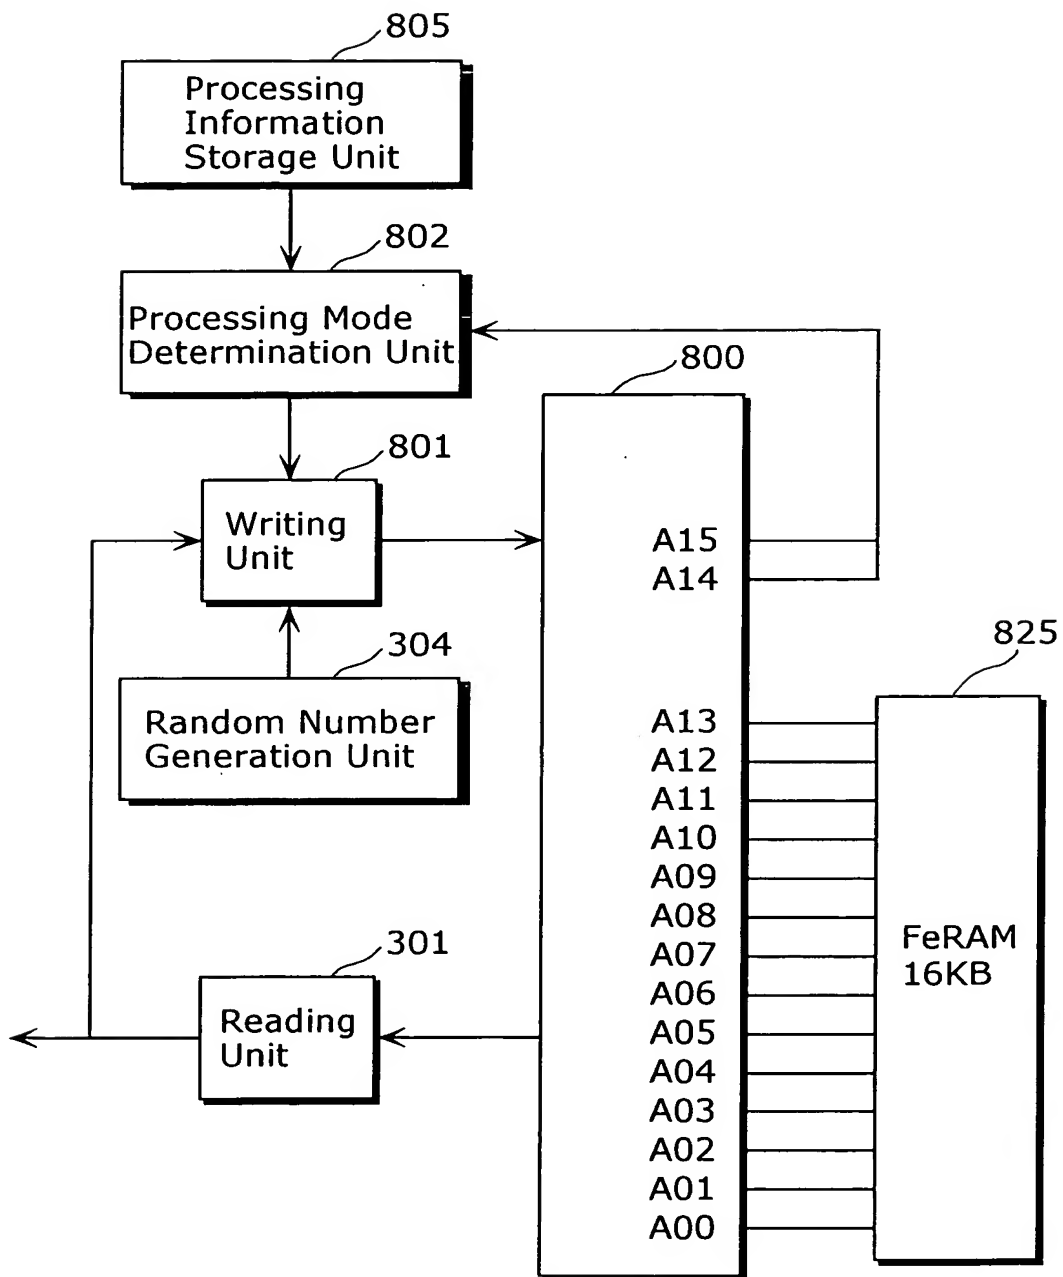 805
Processing
Information
Storage Unit
802
Processing Mode
Determination Unit
800
801
Writing
Unit
A15
A14
304
825
Random Number
Generation Unit
A13
A12
A11
A10
A09
A08
FeRAM
16KB
A07
A06
301
Reading
Unit
A05
A04
A03
A02
A01
A00